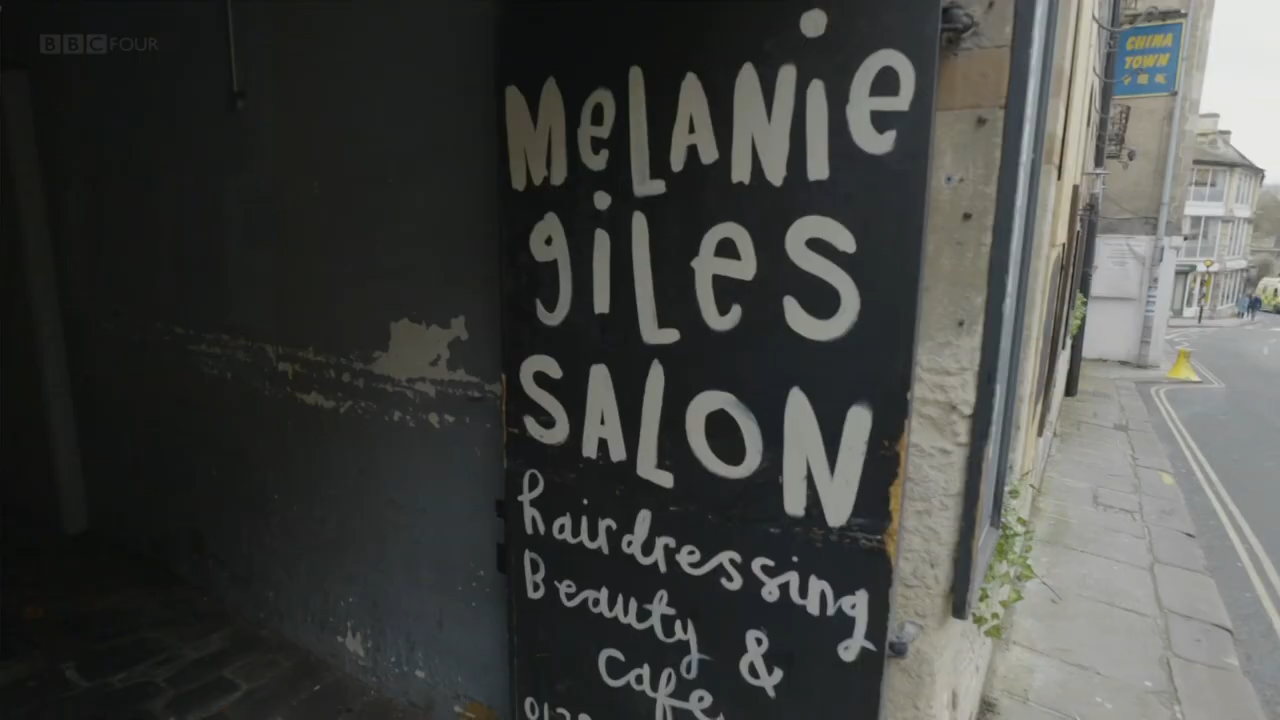 BBC FOUR
MeLANie
giLes
SALON
hairdressing
Beauty &
Cafe
CHINA
TOWN